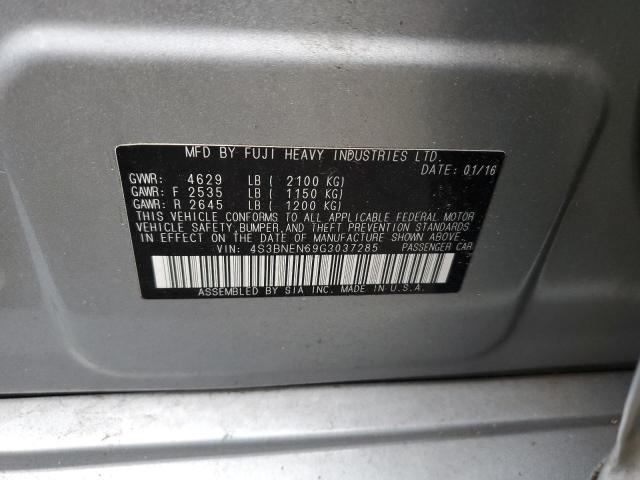 MFD BY FUJI HEAVY INDUSTRIES LTD.
DATE: 01/16
GVWR: 4629 LB ( 2100 KG)
GAWR: F 2535 LB ( 1150 KG)
GAWR: R 2645 LB ( 1200 KG)
THIS VEHICLE CONFORMS TO ALL APPLICABLE FEDERAL MOTOR
VEHICLE SAFETY, BUMPER, AND THEFT PREVENTION STANDARDS
IN EFFECT ON THE DATE OF MANUFACTURE SHOWN ABOVE.
VIN: 4S3BNEN69G3037285 PASSENGER CAR
ASSEMBLED BY SIA INC. MADE IN U.S.A.